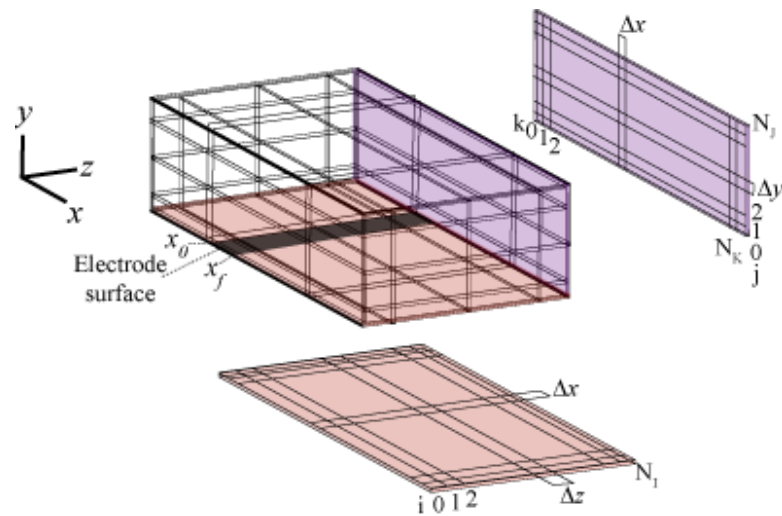 Δx
y
z
x
k 0 1 2
N_J
Δy
2
1
0
j
N_K
x_0
Electrode
x_f
surface
Δx
N_I
Δz
i 0 1 2